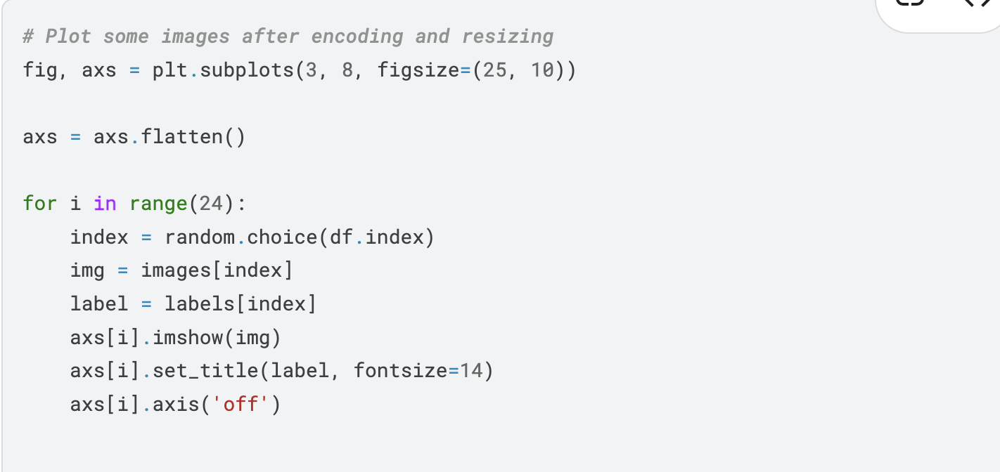 # Plot some images after encoding and resizing
fig, axs = plt.subplots(3, 8, figsize=(25, 10))
axs = axs.flatten()
for i in range(24):
    index = random.choice(df.index)
    img = images[index]
    label = labels[index]
    axs[i].imshow(img)
    axs[i].set_title(label, fontsize=14)
    axs[i].axis('off')